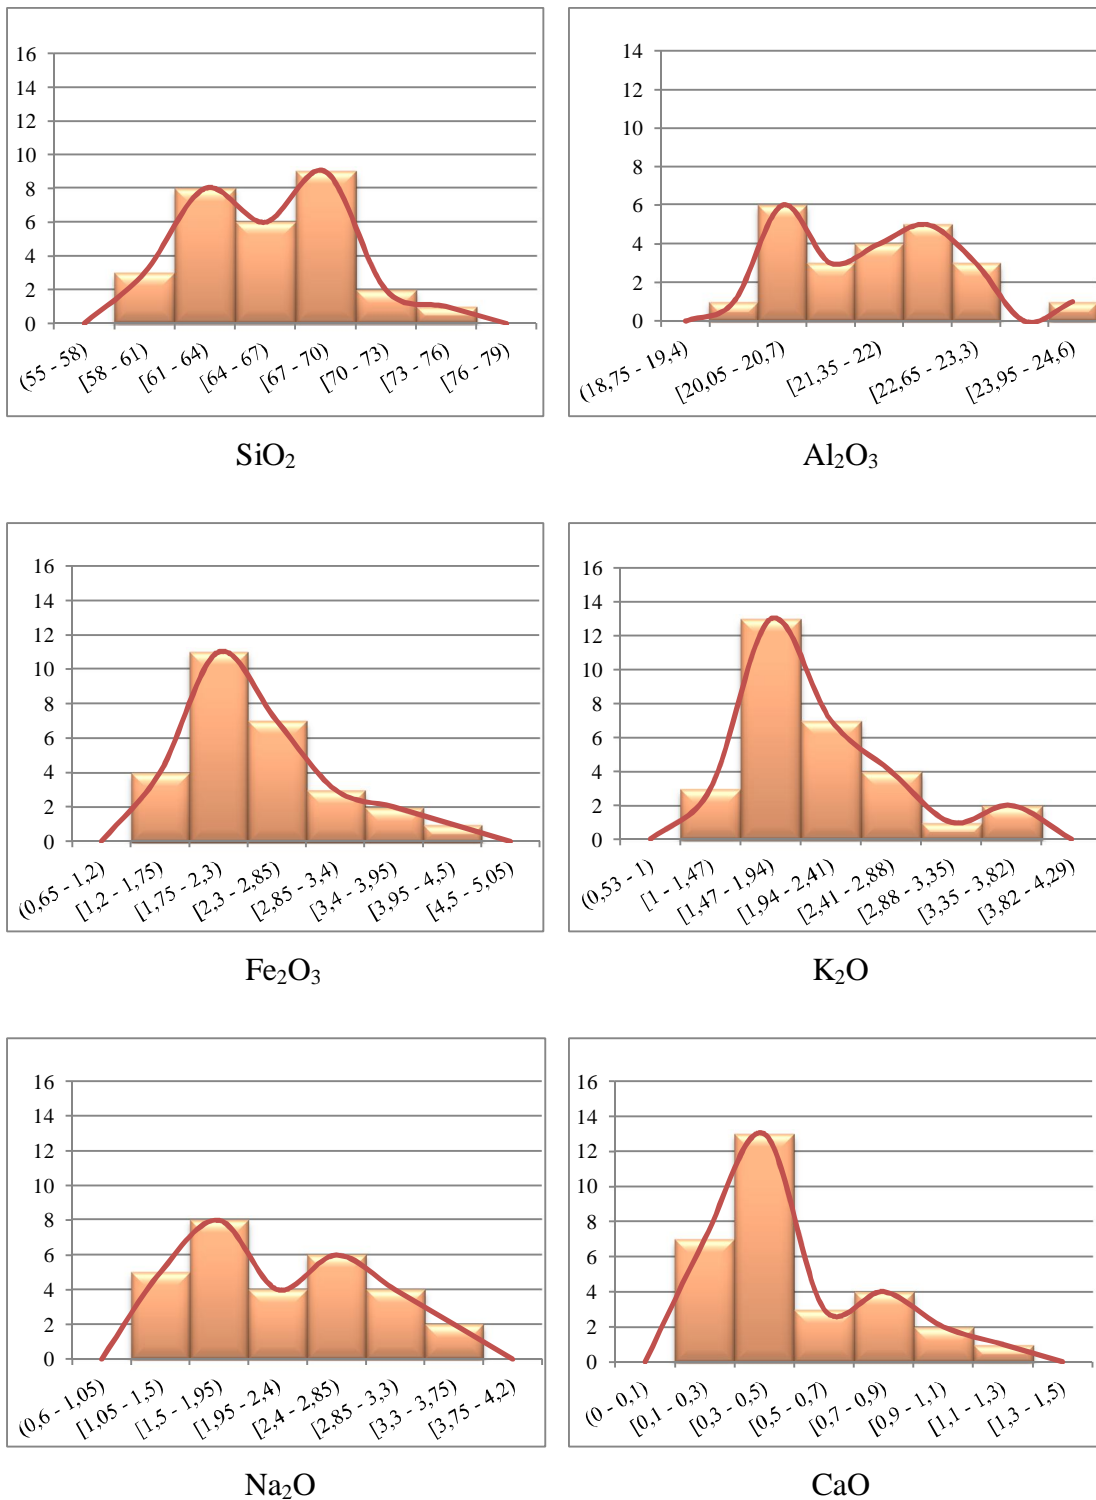 16
14
12
10
8
6
4
2
0
(55 - 58)
[58 - 61)
[61 - 64)
[64 - 67)
[67 - 70)
[70 - 73)
[73 - 76)
[76 - 79)
SiO2
14
12
10
8
6
4
2
0
(18,75 - 19,4)
[20,05 - 20,7)
[21,35 - 22)
[22,65 - 23,3)
[23,95 - 24,6)
Al2O3
16
14
12
10
8
6
4
2
0
(0,65 - 1,2)
[1,2 - 1,75)
[1,75 - 2,3)
[2,3 - 2,85)
[2,85 - 3,4)
[3,4 - 3,95)
[3,95 - 4,5)
[4,5 - 5,05)
Fe2O3
16
14
12
10
8
6
4
2
0
(0,53 - 1)
[1 - 1,47)
[1,47 - 1,94)
[1,94 - 2,41)
[2,41 - 2,88)
[2,88 - 3,35)
[3,35 - 3,82)
[3,82 - 4,29)
K2O
16
14
12
10
8
6
4
2
0
(0,6 - 1,05)
[1,05 - 1,5)
[1,5 - 1,95)
[1,95 - 2,4)
[2,4 - 2,85)
[2,85 - 3,3)
[3,3 - 3,75)
[3,75 - 4,2)
Na2O
16
14
12
10
8
6
4
2
0
(0 - 0,1)
[0,1 - 0,3)
[0,3 - 0,5)
[0,5 - 0,7)
[0,7 - 0,9)
[0,9 - 1,1)
[1,1 - 1,3)
[1,3 - 1,5)
CaO